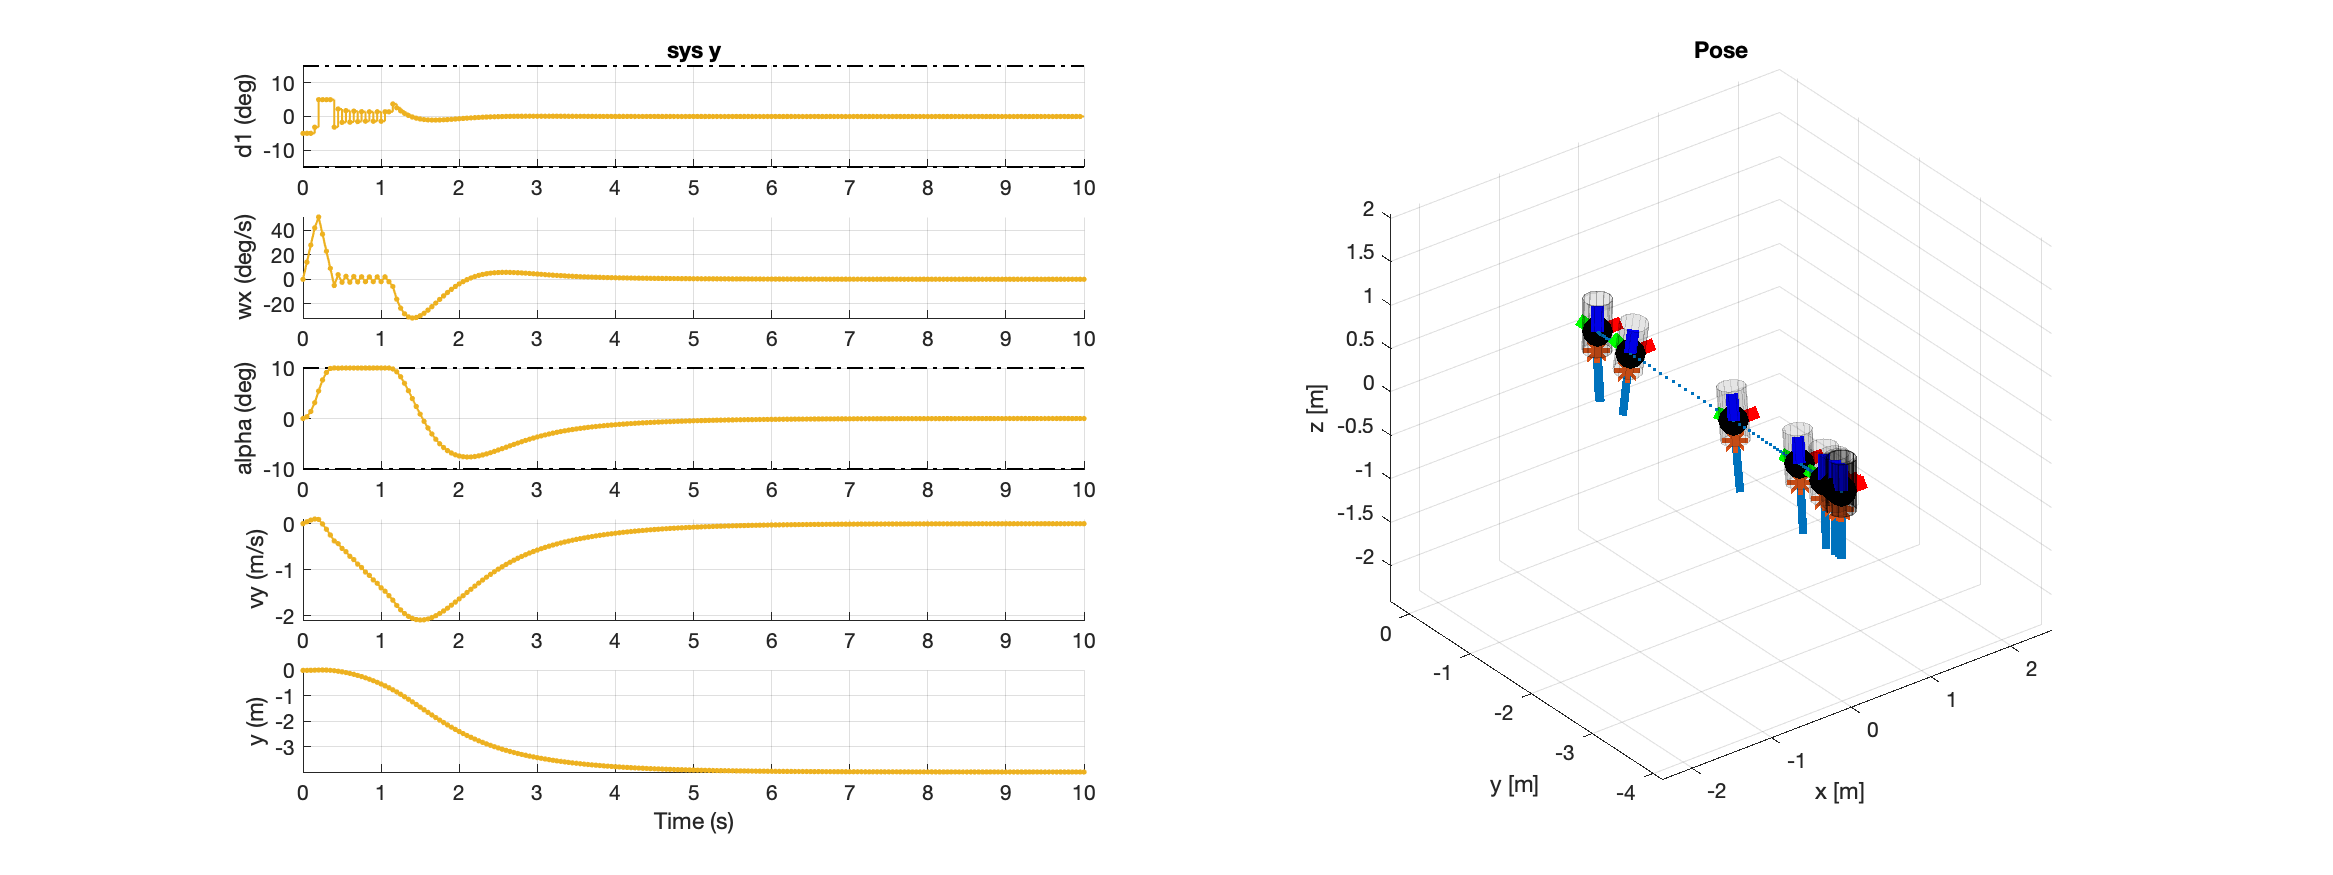 sys y
d1 (deg)
10
0
-10
0 1 2 3 4 5 6 7 8 9 10
wx (deg/s)
40
20
0
-20
0 1 2 3 4 5 6 7 8 9 10
alpha (deg)
10
0
-10
0 1 2 3 4 5 6 7 8 9 10
vy (m/s)
0
-1
-2
0 1 2 3 4 5 6 7 8 9 10
y (m)
0
-1
-2
-3
0 1 2 3 4 5 6 7 8 9 10
Time (s)
Pose
z [m]
2
1.5
1
0.5
0
-0.5
-1
-1.5
-2
0
-1
-2
-3
-4
y [m]
-2
-1
0
1
2
x [m]